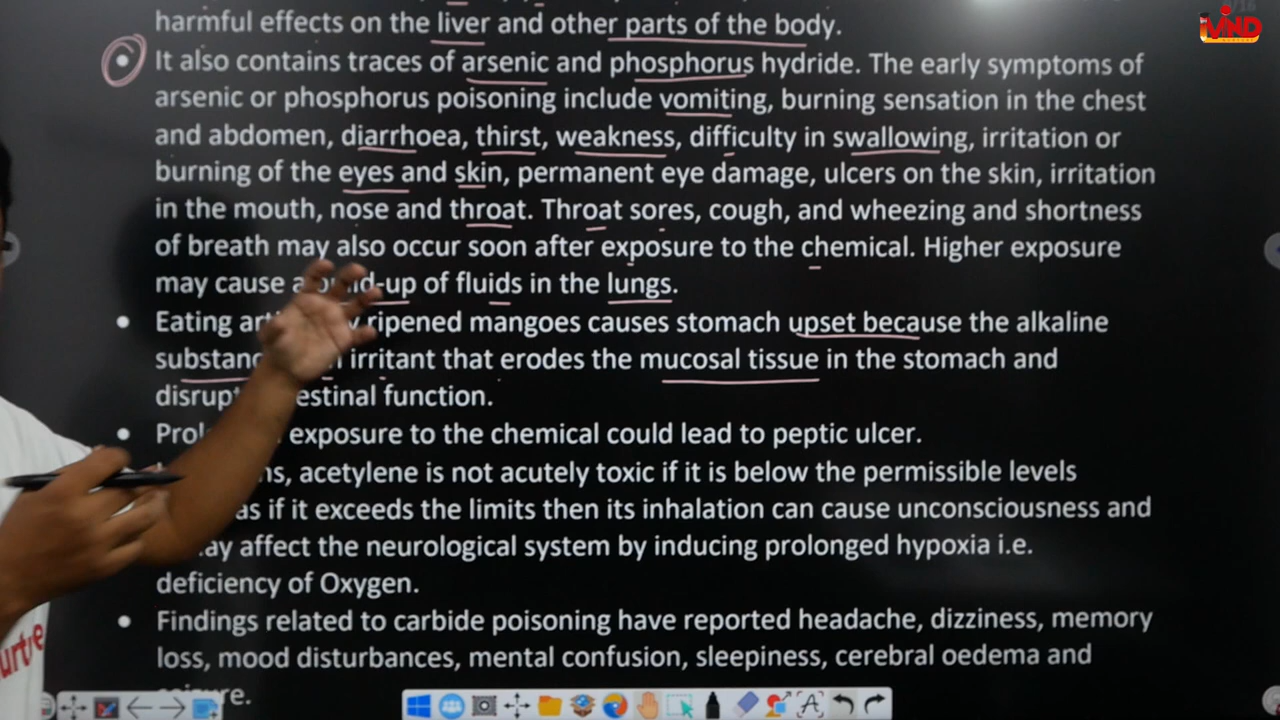 harmful effects on the liver and other parts of the body.
• It also contains traces of arsenic and phosphorus hydride. The early symptoms of
arsenic or phosphorus poisoning include vomiting, burning sensation in the chest
and abdomen, diarrhoea, thirst, weakness, difficulty in swallowing, irritation or
burning of the eyes and skin, permanent eye damage, ulcers on the skin, irritation
in the mouth, nose and throat. Throat sores, cough, and wheezing and shortness
of breath may also occur soon after exposure to the chemical. Higher exposure
may cause a -up of fluids in the lungs.
• Eating ripened mangoes causes stomach upset because the alkaline
irritant that erodes the mucosal tissue in the stomach and
function.
• exposure to the chemical could lead to peptic ulcer.
acetylene is not acutely toxic if it is below the permissible levels
as if it exceeds the limits then its inhalation can cause unconsciousness and
affect the neurological system by inducing prolonged hypoxia i.e.
deficiency of Oxygen.
• Findings related to carbide poisoning have reported headache, dizziness, memory
loss, mood disturbances, mental confusion, sleepiness, cerebral oedema and
VND